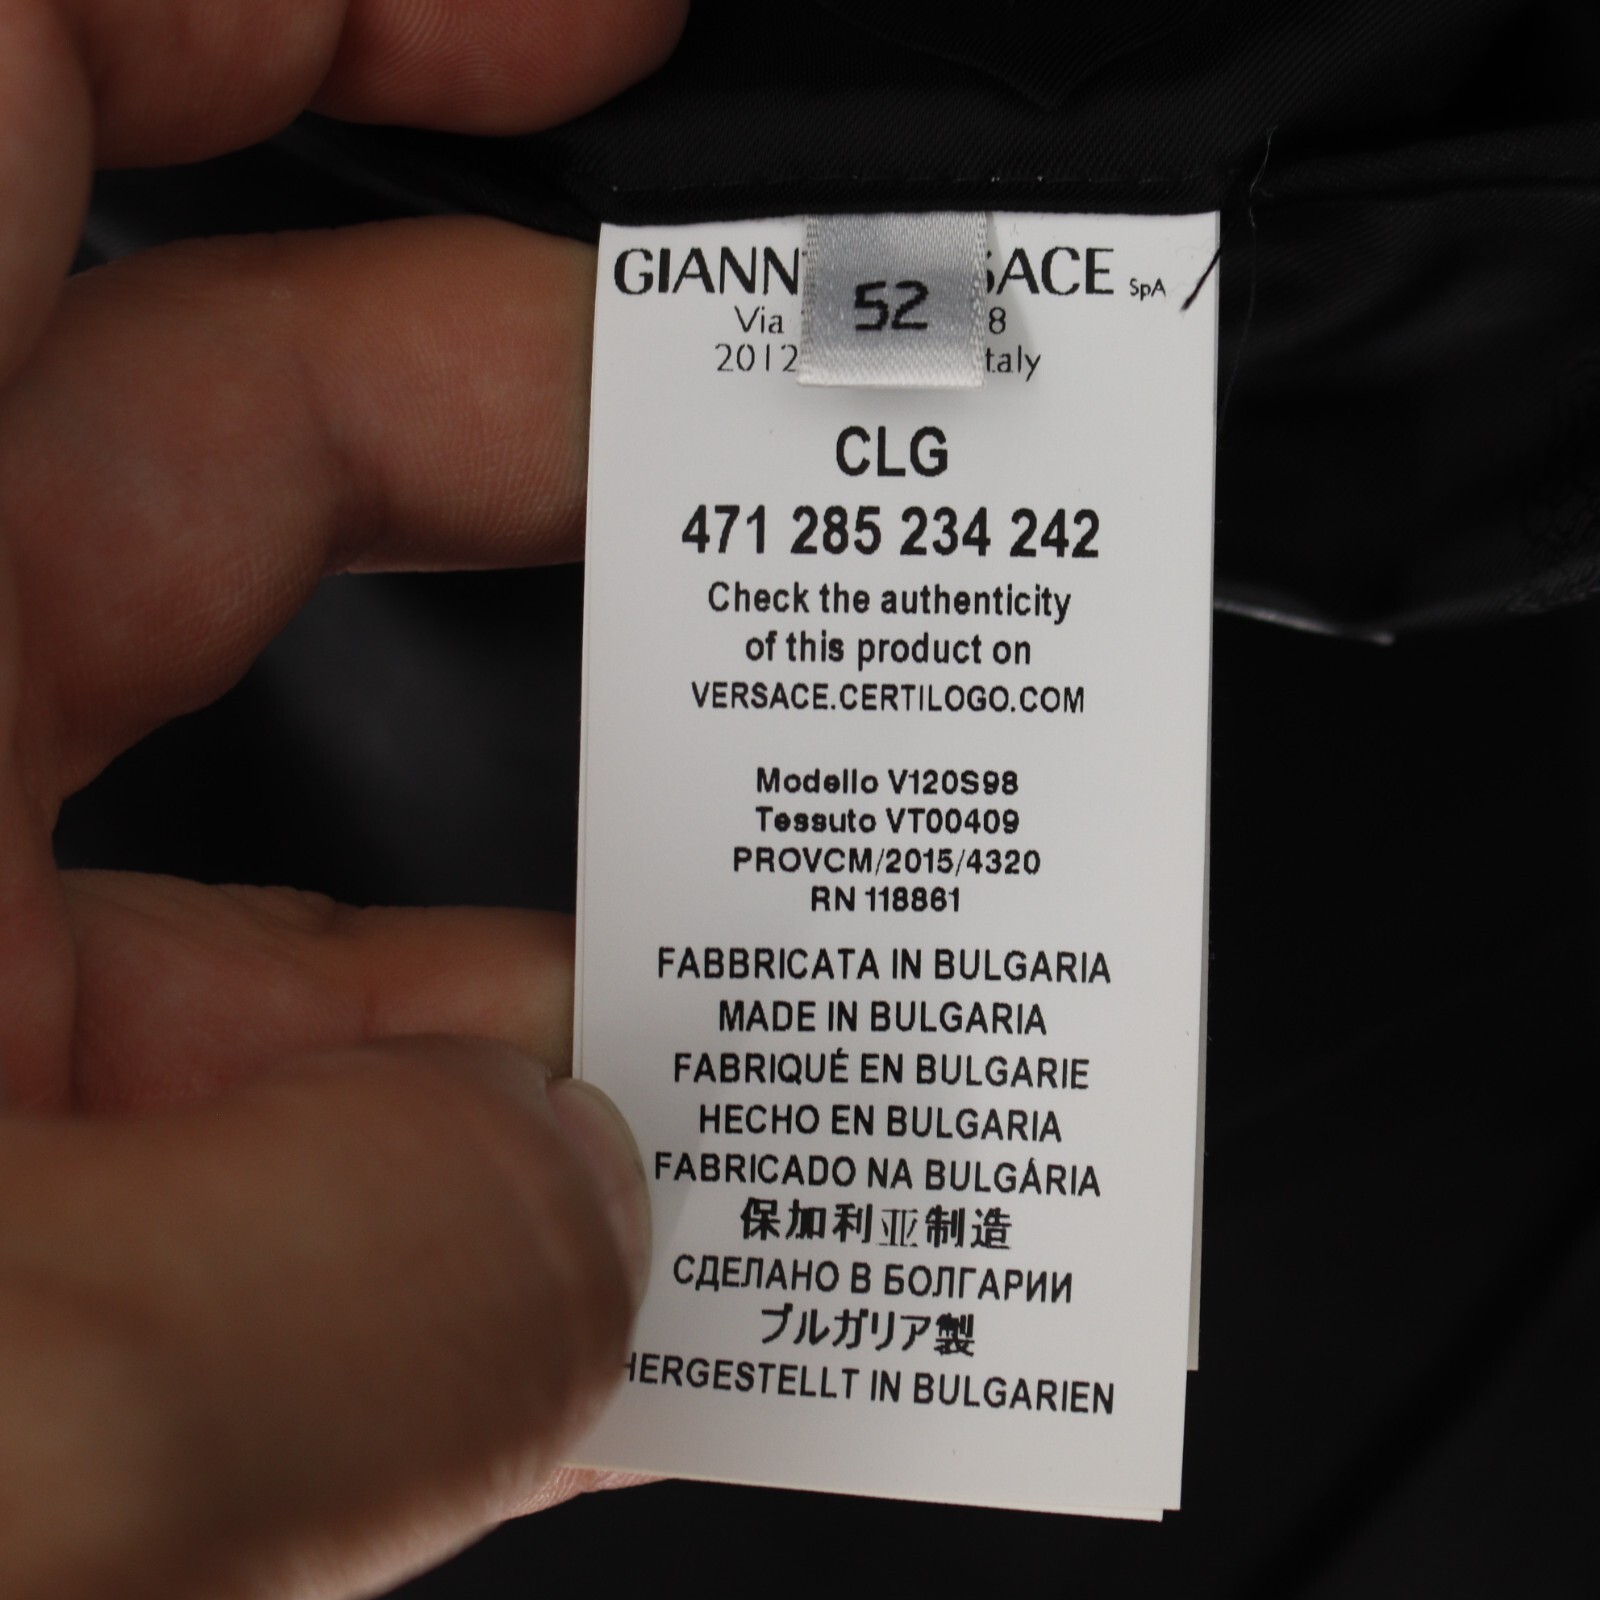 GIANN SACE SpA
52
Via 8
2012 taly
CLG
471 285 234 242
Check the authenticity
of this product on
VERSACE.CERTILOGO.COM
Modello V120S98
Tessuto VT00409
PROVCM/2015/4320
RN 118861
FABBRICATA IN BULGARIA
MADE IN BULGARIA
FABRIQUÉ EN BULGARIE
HECHO EN BULGARIA
FABRICADO NA BULGÁRIA
保加利亚制造
СДЕЛАНО В БОЛГАРИИ
ブルガリア製
HERGESTELLT IN BULGARIEN